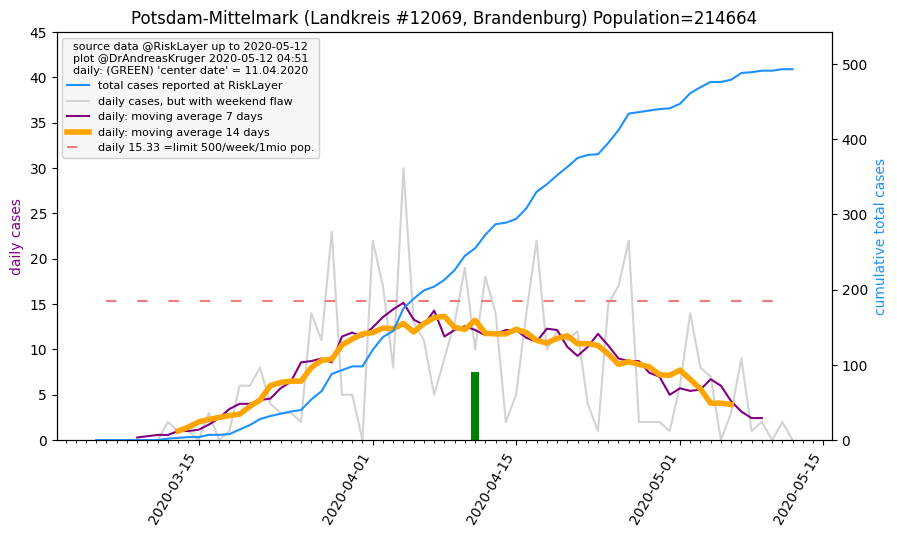 Potsdam-Mittelmark (Landkreis #12069, Brandenburg) Population=214664
source data @RiskLayer up to 2020-05-12
plot @DrAndreasKruger 2020-05-12 04:51
daily: (GREEN) 'center date' = 11.04.2020
total cases reported at RiskLayer
daily cases, but with weekend flaw
daily: moving average 7 days
daily: moving average 14 days
daily 15.33 =limit 500/week/1mio pop.
daily cases
45
40
35
30
25
20
15
10
5
0
500
400
300
200
100
0
cumulative total cases
2020-03-15
2020-04-01
2020-04-15
2020-05-01
2020-05-15